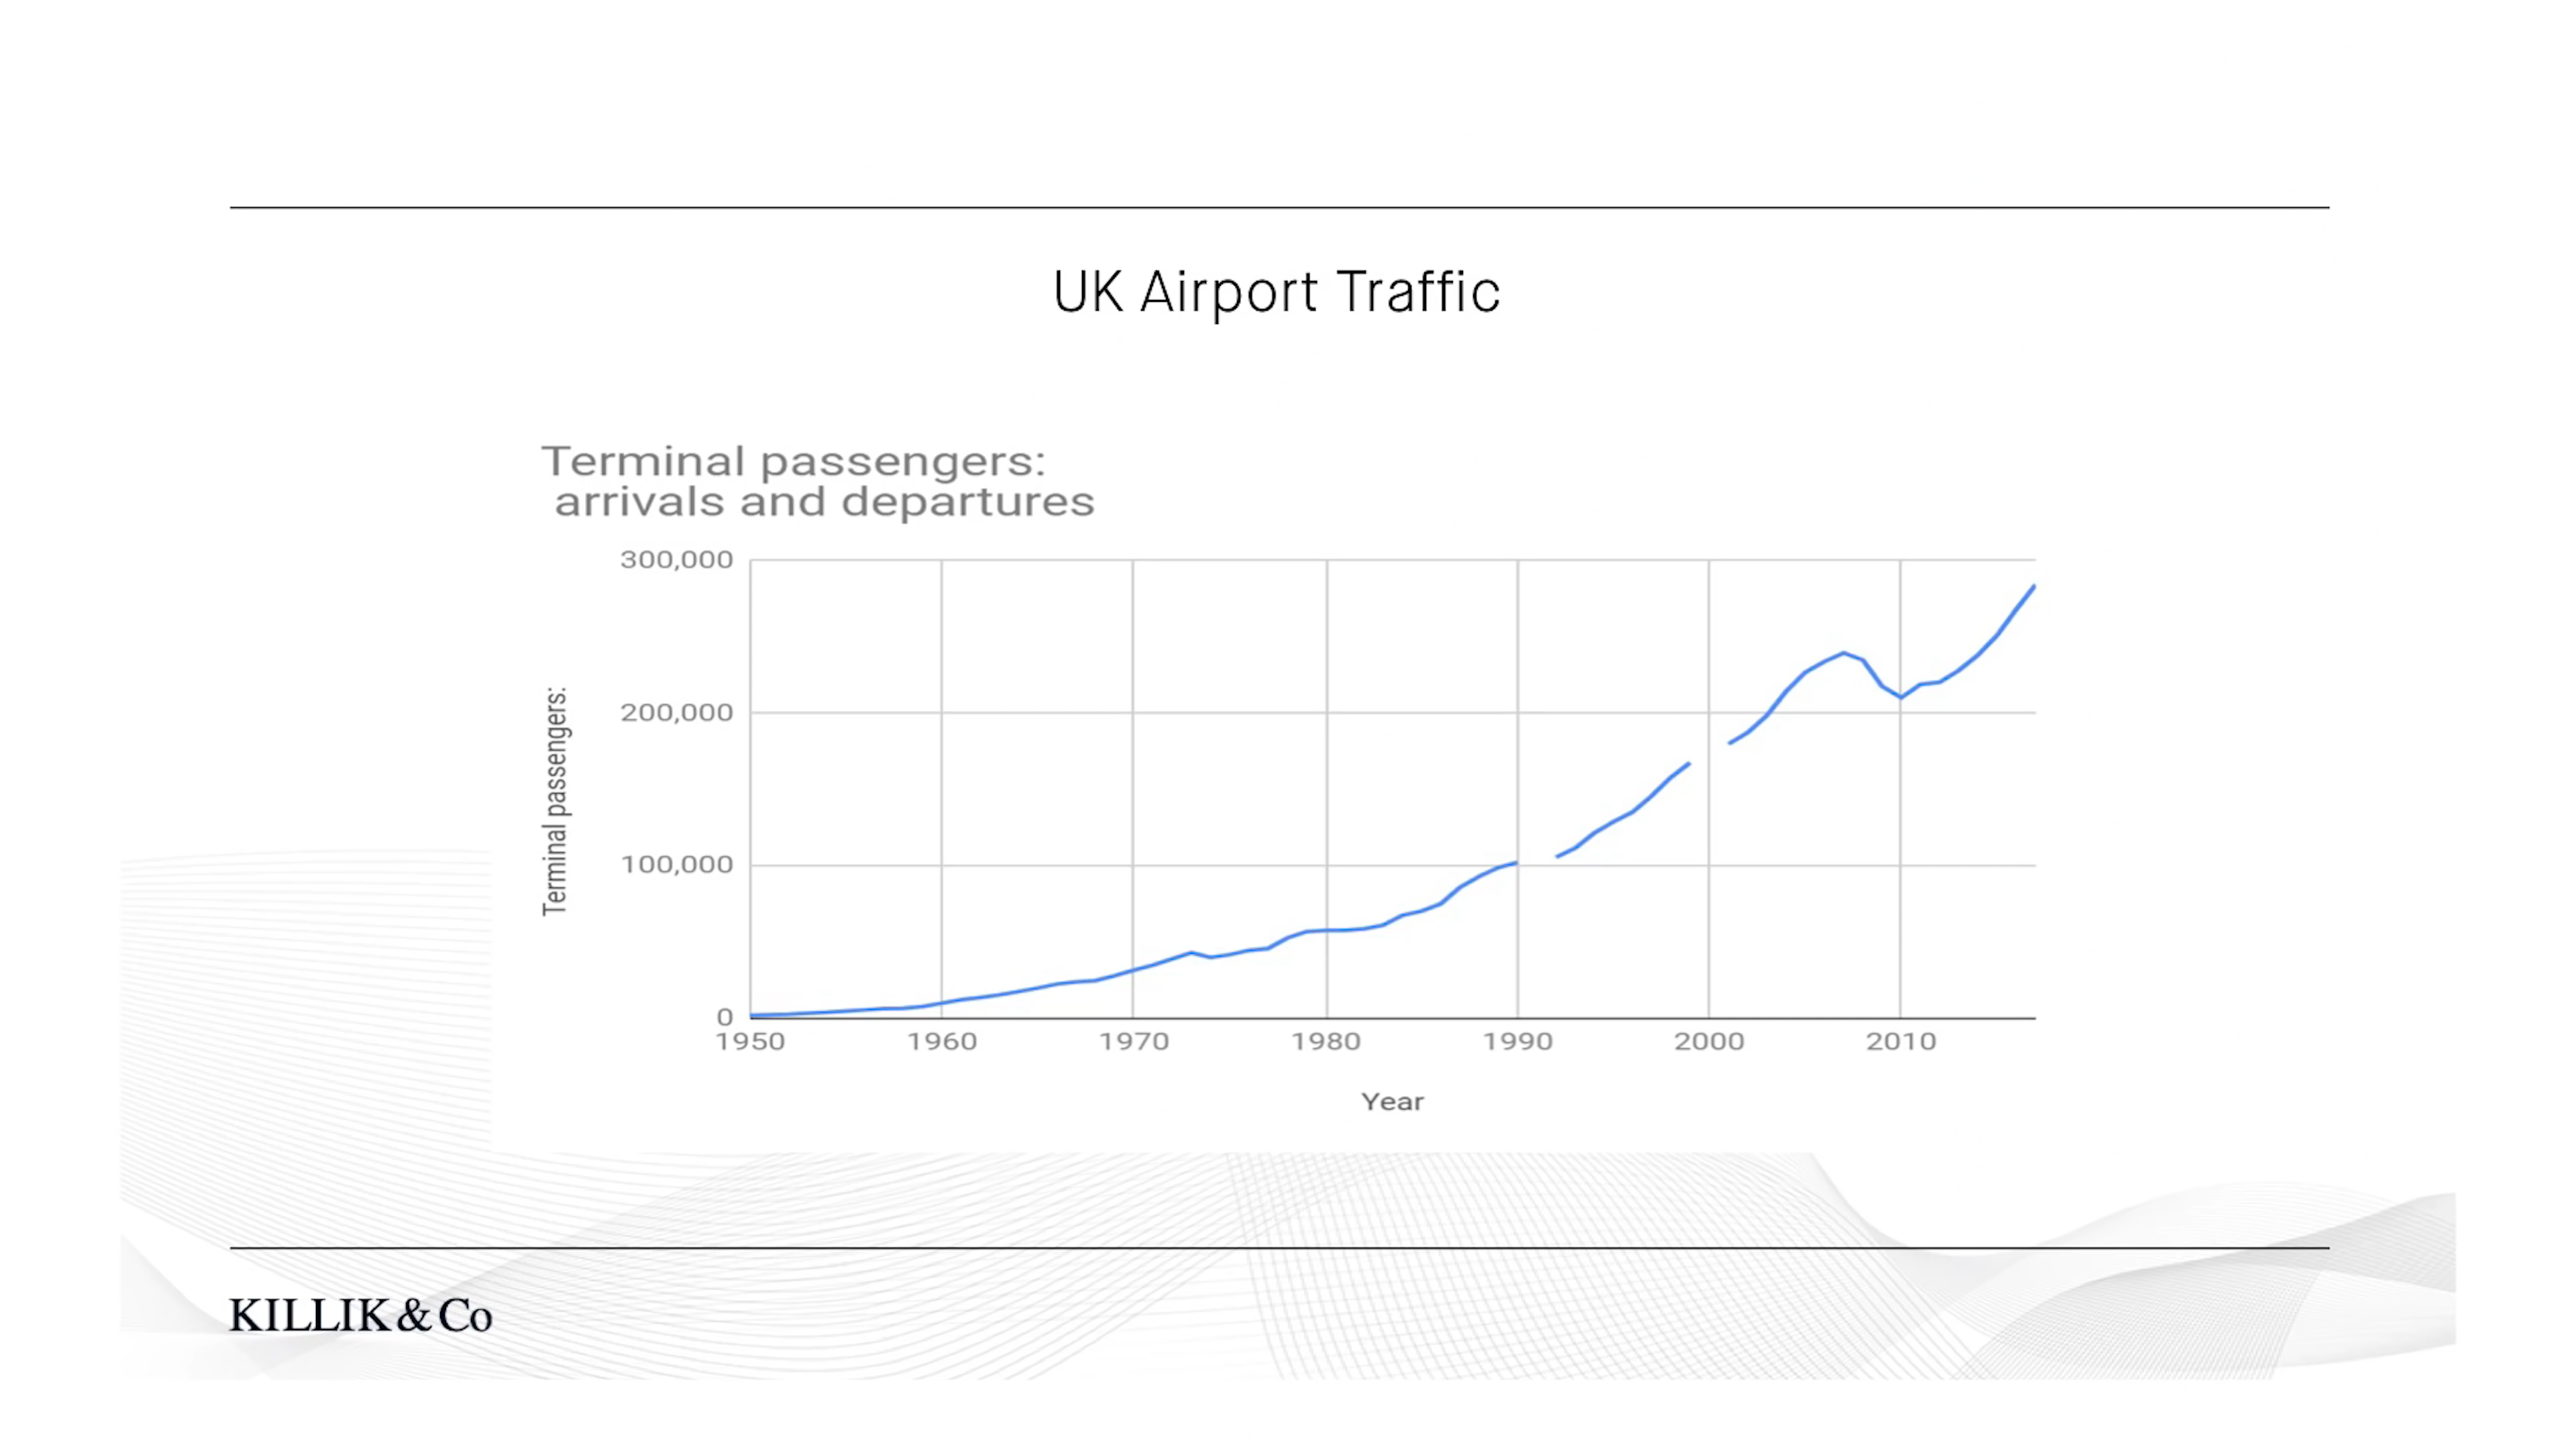 UK Airport Traffic
Terminal passengers:
arrivals and departures
300,000
200,000
100,000
0
Terminal passengers:
1950 1960 1970 1980 1990 2000 2010
Year
KILLIK & Co